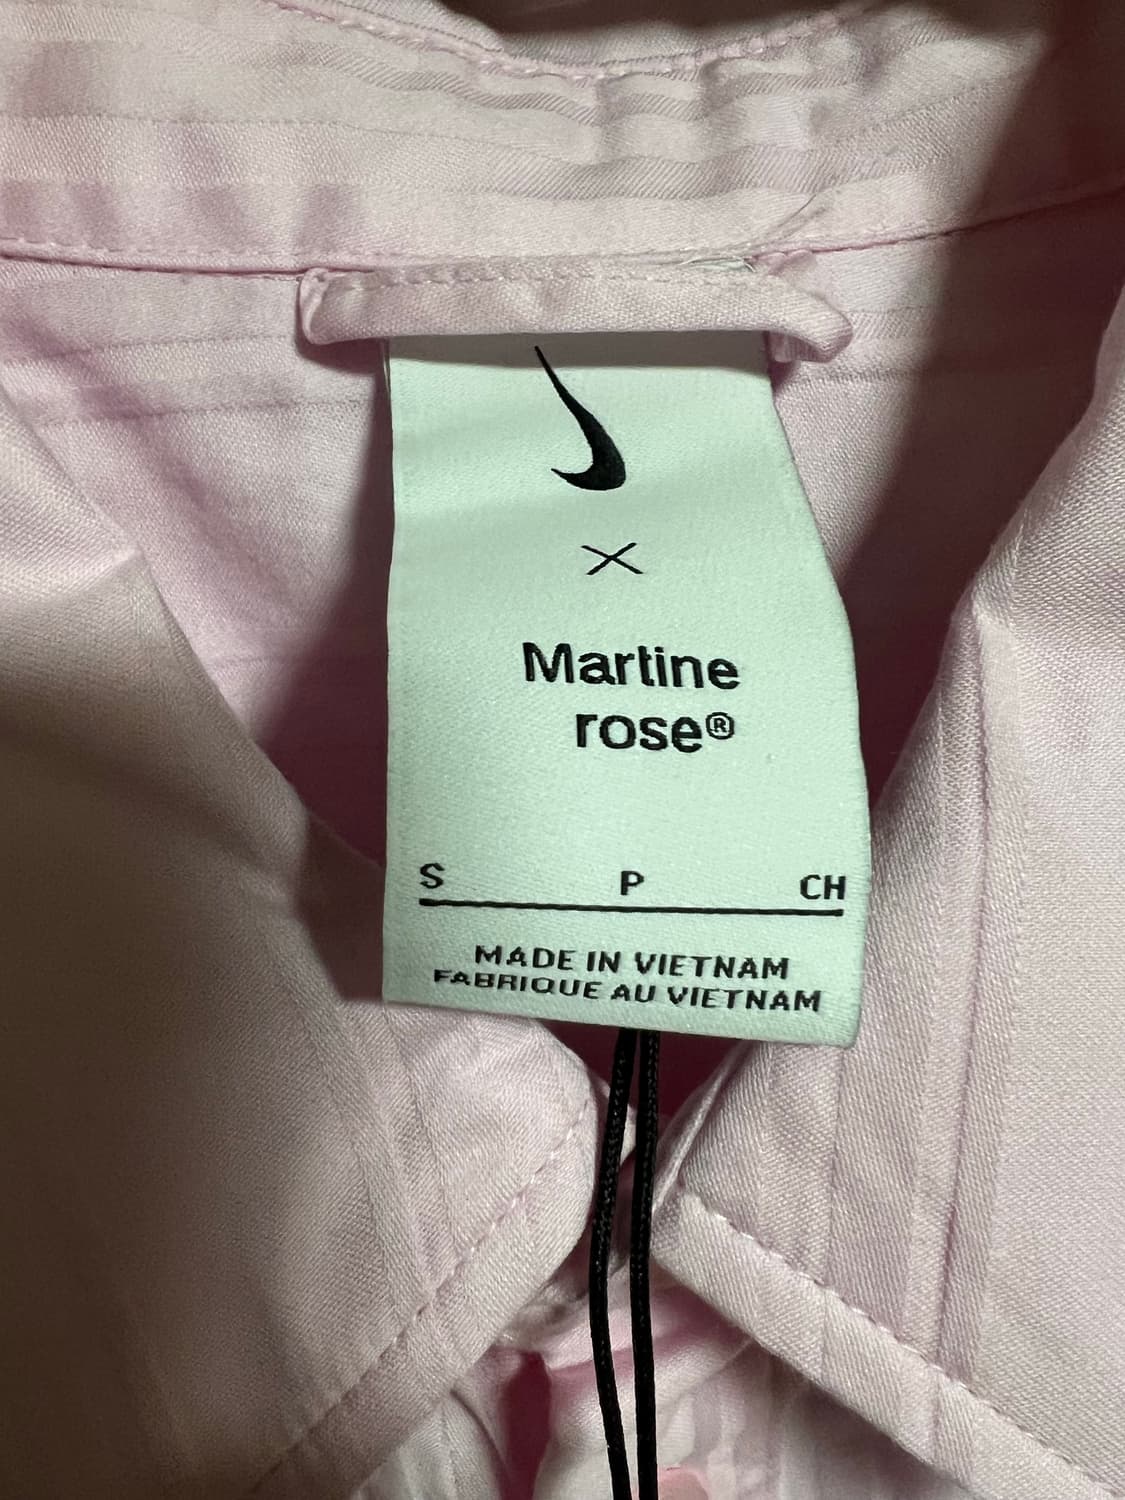 ×
Martine
rose®
S P CH
MADE IN VIETNAM
FABRIQUE AU VIETNAM